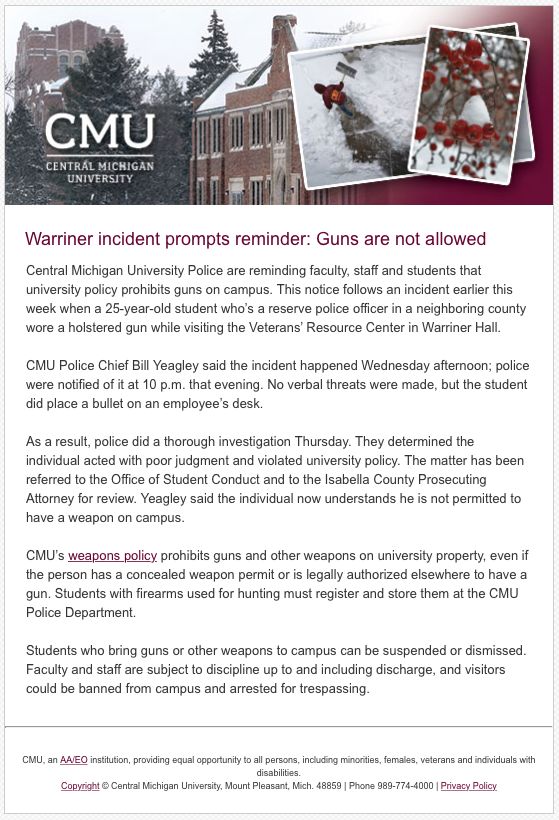 CMU
CENTRAL MICHIGAN
UNIVERSITY
Warriner incident prompts reminder: Guns are not allowed
Central Michigan University Police are reminding faculty, staff and students that
university policy prohibits guns on campus. This notice follows an incident earlier this
week when a 25-year-old student who's a reserve police officer in a neighboring county
wore a holstered gun while visiting the Veterans' Resource Center in Warriner Hall.
CMU Police Chief Bill Yeagley said the incident happened Wednesday afternoon; police
were notified of it at 10 p.m. that evening. No verbal threats were made, but the student
did place a bullet on an employee's desk.
As a result, police did a thorough investigation Thursday. They determined the
individual acted with poor judgment and violated university policy. The matter has been
referred to the Office of Student Conduct and to the Isabella County Prosecuting
Attorney for review. Yeagley said the individual now understands he is not permitted to
have a weapon on campus.
CMU's weapons policy prohibits guns and other weapons on university property, even if
the person has a concealed weapon permit or is legally authorized elsewhere to have a
gun. Students with firearms used for hunting must register and store them at the CMU
Police Department.
Students who bring guns or other weapons to campus can be suspended or dismissed.
Faculty and staff are subject to discipline up to and including discharge, and visitors
could be banned from campus and arrested for trespassing.
CMU, an AA/EO institution, providing equal opportunity to all persons, including minorities, females, veterans and individuals with
disabilities.
Copyright © Central Michigan University, Mount Pleasant, Mich. 48859 | Phone 989-774-4000 | Privacy Policy